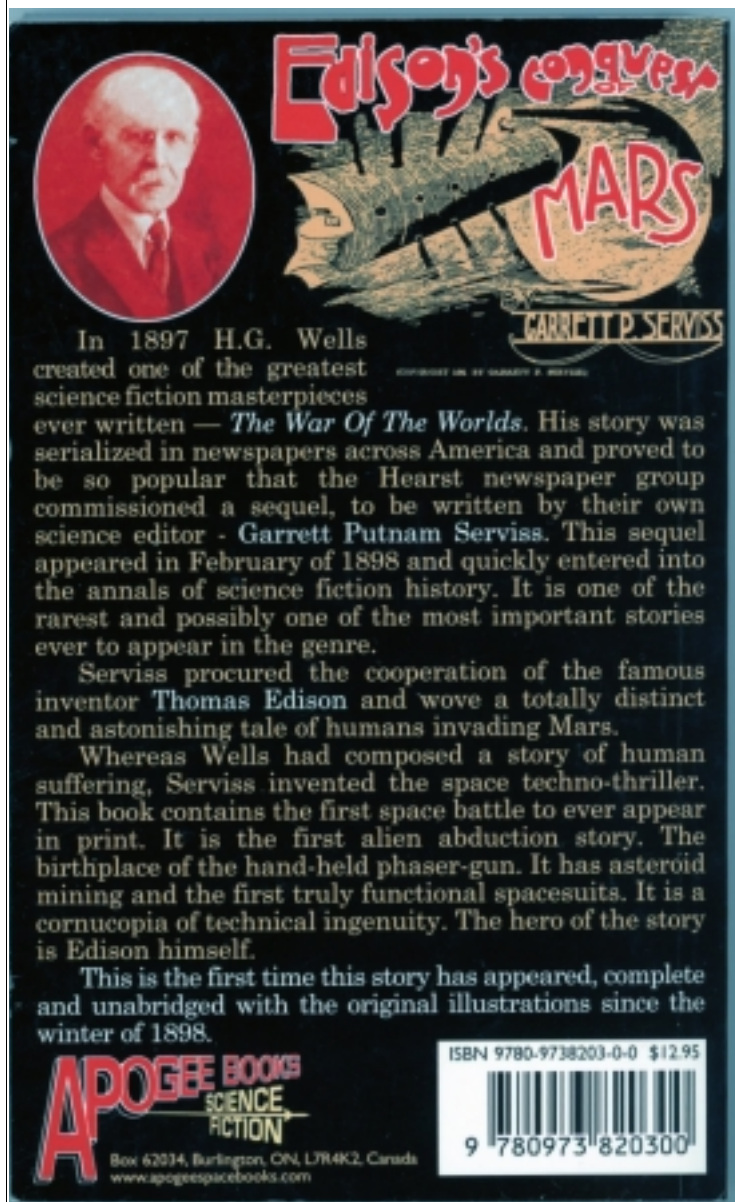 Edison's conquest
OF
MARS
BY
GARRETT P. SERVISS
In 1897 H.G. Wells
created one of the greatest
science fiction masterpieces
ever written — The War Of The Worlds. His story was
serialized in newspapers across America and proved to
be so popular that the Hearst newspaper group
commissioned a sequel, to be written by their own
science editor - Garrett Putnam Serviss. This sequel
appeared in February of 1898 and quickly entered into
the annals of science fiction history. It is one of the
rarest and possibly one of the most important stories
ever to appear in the genre.
Serviss procured the cooperation of the famous
inventor Thomas Edison and wove a totally distinct
and astonishing tale of humans invading Mars.
Whereas Wells had composed a story of human
suffering, Serviss invented the space techno-thriller.
This book contains the first space battle to ever appear
in print. It is the first alien abduction story. The
birthplace of the hand-held phaser-gun. It has asteroid
mining and the first truly functional spacesuits. It is a
cornucopia of technical ingenuity. The hero of the story
is Edison himself.
This is the first time this story has appeared, complete
and unabridged with the original illustrations since the
winter of 1898.
APOGEE BOOKS
SCIENCE
FICTION
Box 62034, Burlington, ON, L7R4K2, Canada
www.apogeespacebooks.com
ISBN 9780-9738203-0-0 $12.95
9 780973 820300